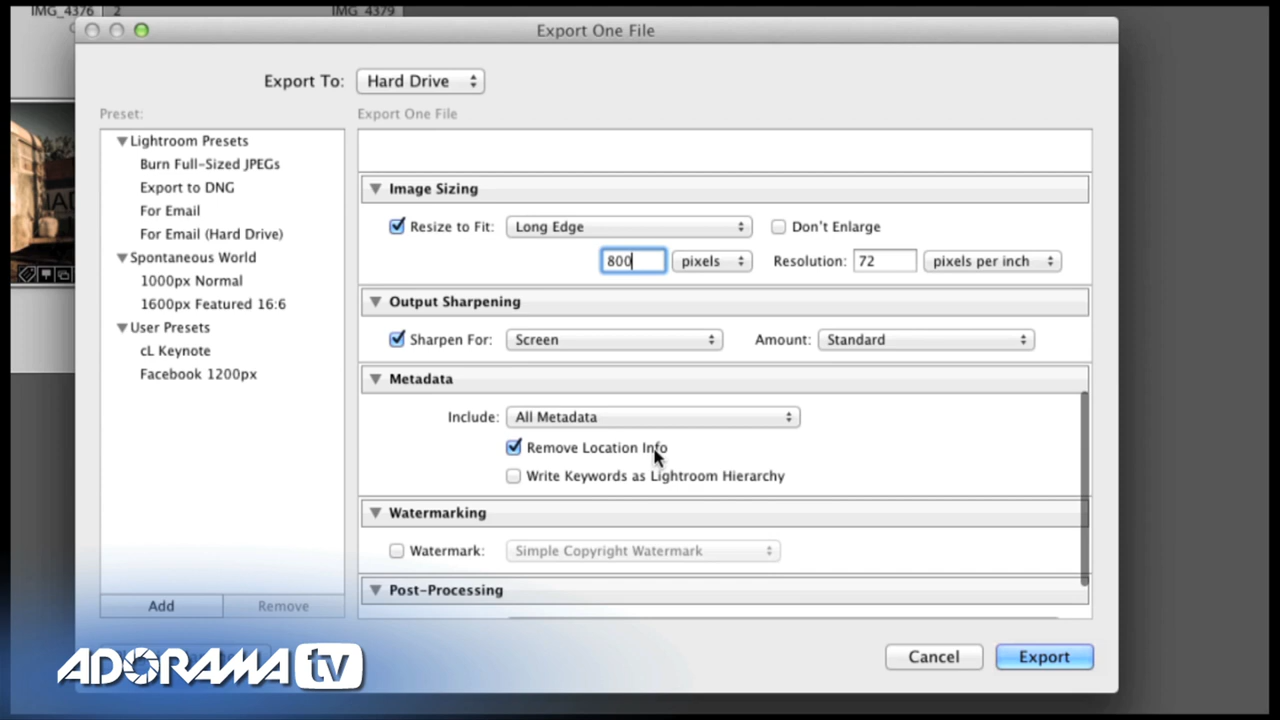 IMG_4376 2 IMG_4379
Export One File
Export To: Hard Drive
Preset:
Export One File
Lightroom Presets
Burn Full-Sized JPEGs
Export to DNG
For Email
For Email (Hard Drive)
Spontaneous World
1000px Normal
1600px Featured 16:6
User Presets
cL Keynote
Facebook 1200px
Add Remove
Image Sizing
Resize to Fit: Long Edge Don't Enlarge
800 pixels Resolution: 72 pixels per inch
Output Sharpening
Sharpen For: Screen Amount: Standard
Metadata
Include: All Metadata
Remove Location Info
Write Keywords as Lightroom Hierarchy
Watermarking
Watermark: Simple Copyright Watermark
Post-Processing
Cancel Export
ADORAMA tv